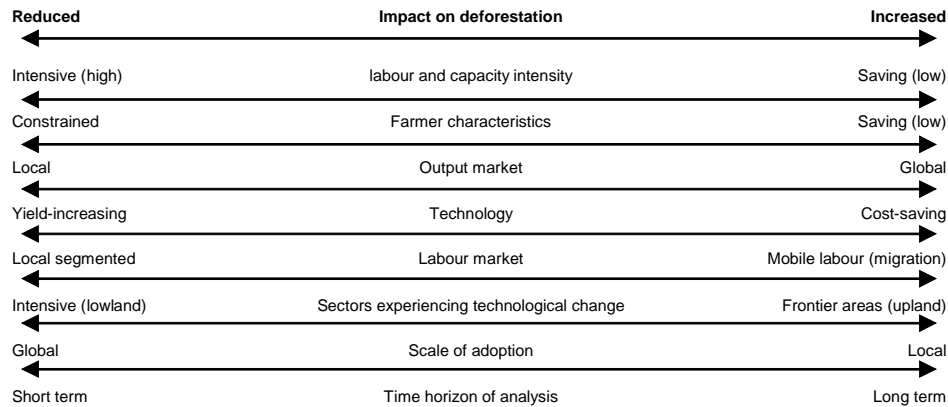 Reduced Impact on deforestation Increased
Intensive (high) labour and capacity intensity Saving (low)
Constrained Farmer characteristics Saving (low)
Local Output market Global
Yield-increasing Technology Cost-saving
Local segmented Labour market Mobile labour (migration)
Intensive (lowland) Sectors experiencing technological change Frontier areas (upland)
Global Scale of adoption Local
Short term Time horizon of analysis Long term